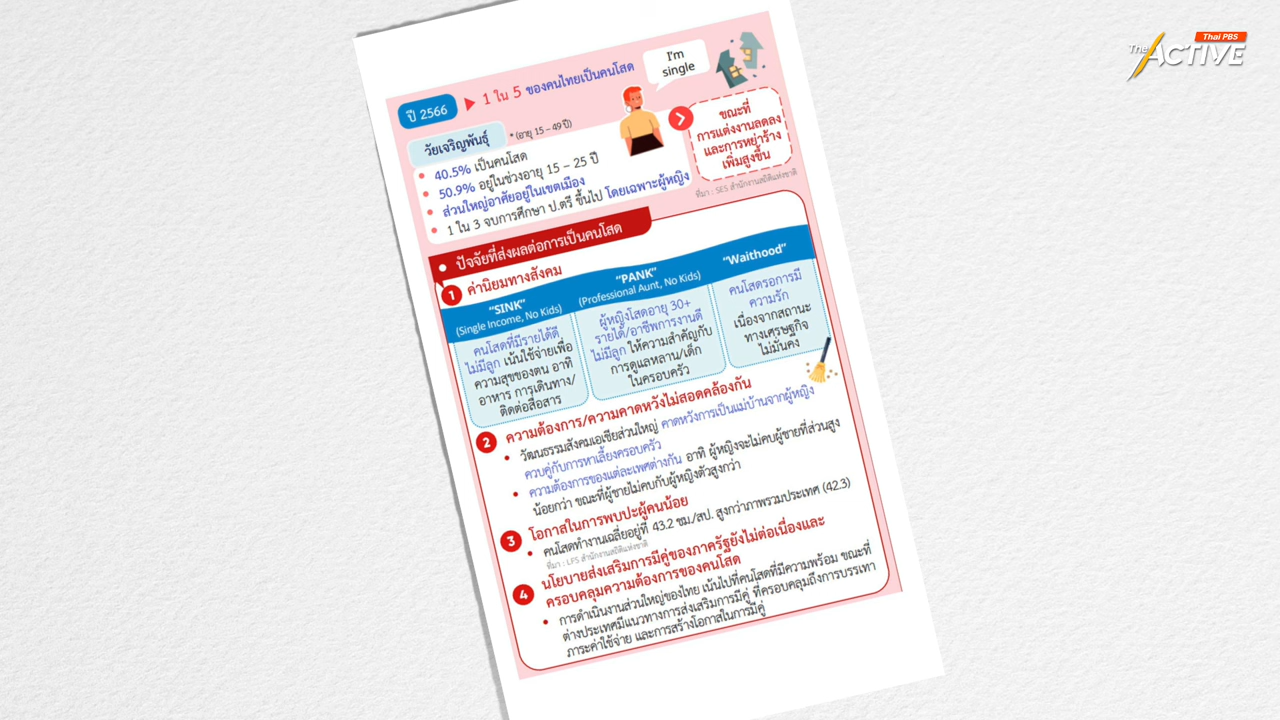 Thai PBS
The ACTIVE
I'm
single
ปี 2566
1 ใน 5 ของคนไทยเป็นคนโสด
วัยเจริญพันธุ์
* (อายุ 15 – 49 ปี)
• 40.5% เป็นคนโสด
• 50.9% อยู่ในช่วงอายุ 15 – 25 ปี
• ส่วนใหญ่อาศัยอยู่ในเขตเมือง
• 1 ใน 3 จบการศึกษา ป.ตรี ขึ้นไป โดยเฉพาะผู้หญิง
ขณะที่
การแต่งงานลดลง
และการหย่าร้าง
เพิ่มสูงขึ้น
ที่มา : SES สำนักงานสถิติแห่งชาติ
• ปัจจัยที่ส่งผลต่อการเป็นคนโสด
1 ค่านิยมทางสังคม
“SINK”
(Single Income, No Kids)
คนโสดที่มีรายได้ดี
ไม่มีลูก เน้นใช้จ่ายเพื่อ
ความสุขของตน อาทิ
อาหาร การเดินทาง/
ติดต่อสื่อสาร
“PANK”
(Professional Aunt, No Kids)
ผู้หญิงโสดอายุ 30+
รายได้/อาชีพการงานดี
ไม่มีลูก ให้ความสำคัญกับ
การดูแลหลาน/เด็ก
ในครอบครัว
“Waithood”
คนโสดรอการมี
ความรัก
เนื่องจากสถานะ
ทางเศรษฐกิจ
ไม่มั่นคง
2 ความต้องการ/ความคาดหวังไม่สอดคล้องกัน
• วัฒนธรรมสังคมเอเชียส่วนใหญ่ คาดหวังการเป็นแม่บ้านจากผู้หญิง
ควบคู่กับการหาเลี้ยงครอบครัว
• ความต้องการของแต่ละเพศต่างกัน อาทิ ผู้หญิงจะไม่คบผู้ชายที่ส่วนสูง
น้อยกว่า ขณะที่ผู้ชายไม่คบกับผู้หญิงตัวสูงกว่า
3 โอกาสในการพบปะผู้คนน้อย
• คนโสดทำงานเฉลี่ยอยู่ที่ 43.2 ชม./สป. สูงกว่าภาพรวมประเทศ (42.3)
ที่มา : LFS สำนักงานสถิติแห่งชาติ
4 นโยบายส่งเสริมการมีคู่ของภาครัฐยังไม่ต่อเนื่องและ
ครอบคลุมความต้องการของคนโสด
• การดำเนินงานส่วนใหญ่ของไทย เน้นไปที่คนโสดที่มีความพร้อม ขณะที่
ต่างประเทศมีแนวทางการส่งเสริมการมีคู่ ที่ครอบคลุมถึงการบรรเทา
ภาระค่าใช้จ่าย และการสร้างโอกาสในการมีคู่